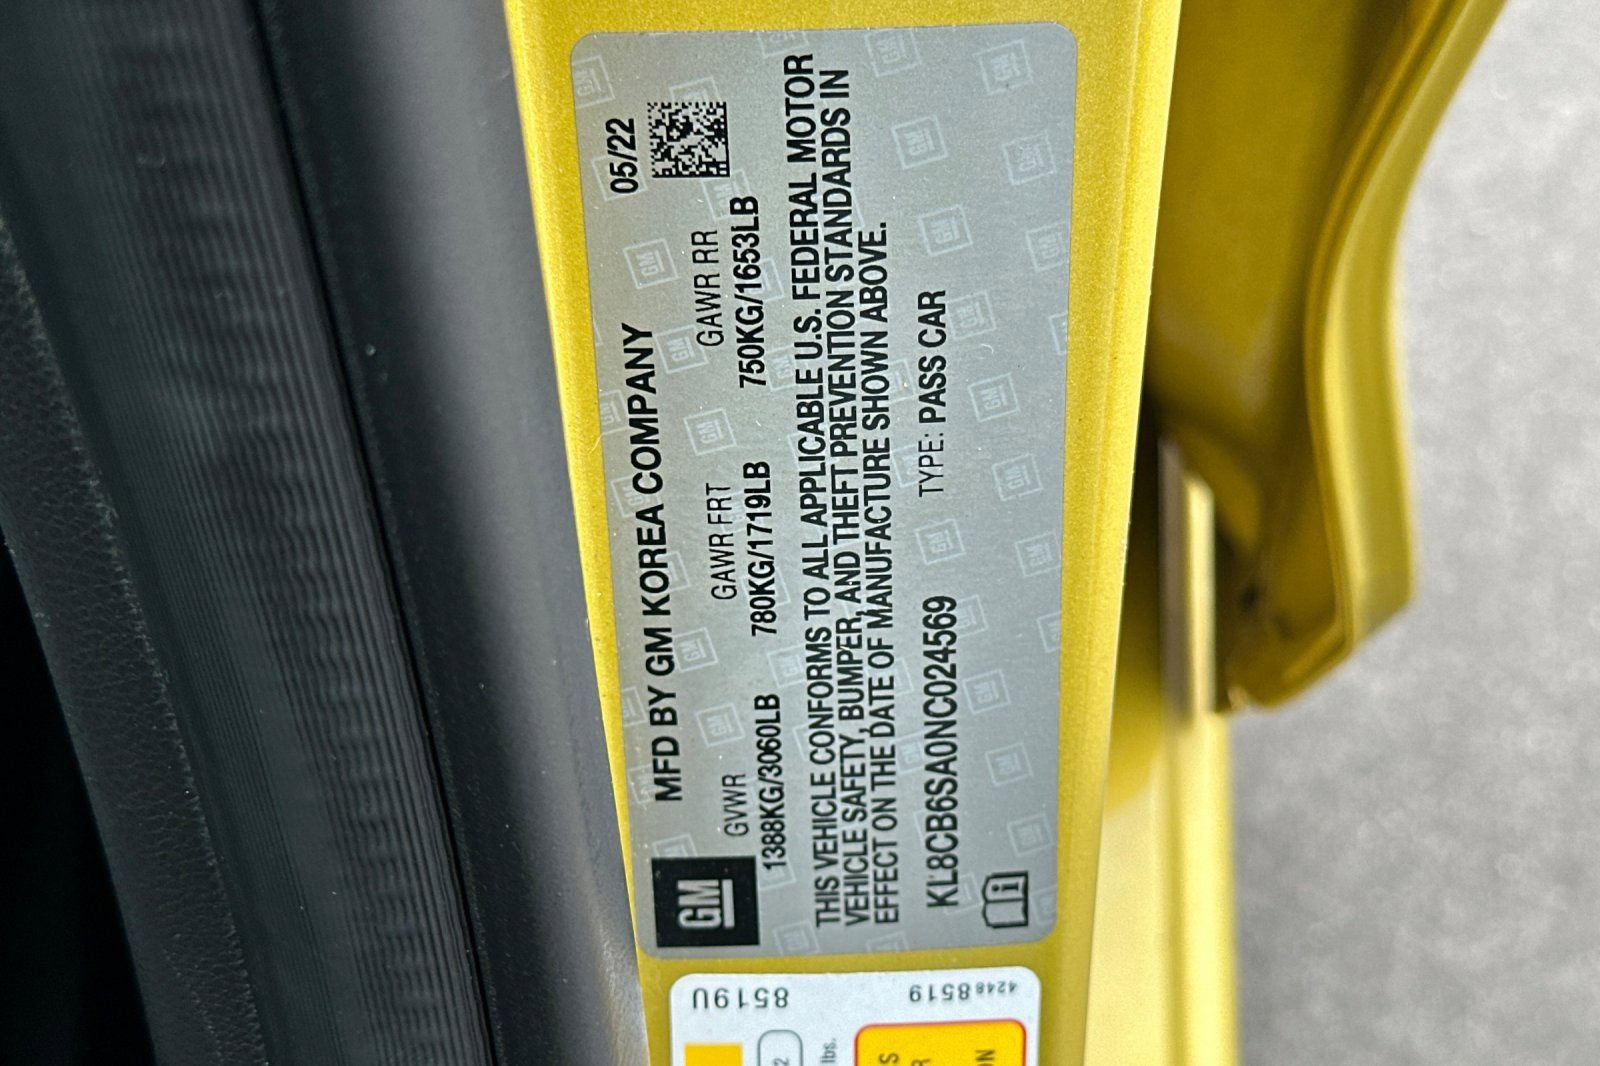 GM
MFD BY GM KOREA COMPANY 05/22
GVWR GAWR FRT GAWR RR
1388KG/3060LB 780KG/1719LB 750KG/1653LB
THIS VEHICLE CONFORMS TO ALL APPLICABLE U.S. FEDERAL MOTOR
VEHICLE SAFETY, BUMPER, AND THEFT PREVENTION STANDARDS IN
EFFECT ON THE DATE OF MANUFACTURE SHOWN ABOVE.
KL8CB6SA0NC024569 TYPE: PASS CAR
8519U
42488519
2
lbs.